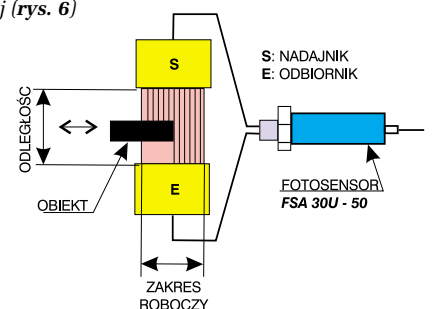 j (rys. 6)
S
S: NADAJNIK
E: ODBIORNIK
ODLEGŁOŚĆ
OBIEKT
E
FOTOSENSOR
FSA 30U - 50
ZAKRES
ROBOCZY